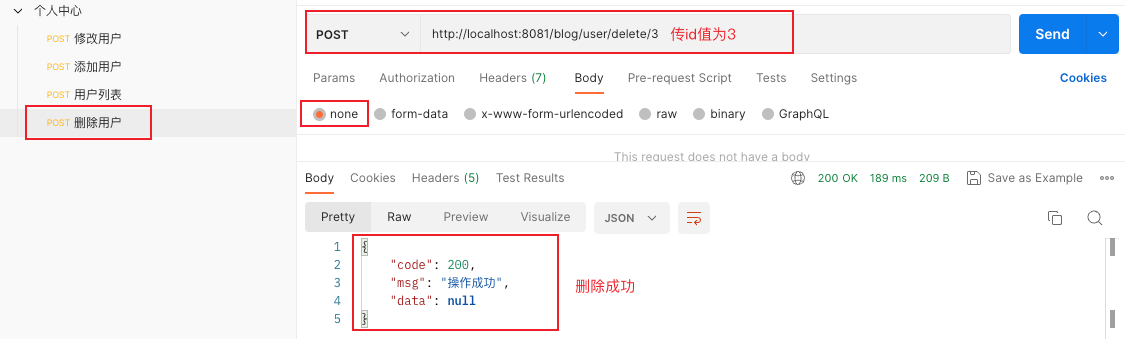 个人中心
POST 修改用户
POST 添加用户
POST 用户列表
POST 删除用户
POST http://localhost:8081/blog/user/delete/3 传id值为3 Send
Params Authorization Headers (7) Body Pre-request Script Tests Settings Cookies
none form-data x-www-form-urlencoded raw binary GraphQL
This request does not have a body
Body Cookies Headers (5) Test Results 200 OK 189 ms 209 B Save as Example
Pretty Raw Preview Visualize JSON
1 {
2 "code": 200,
3 "msg": "操作成功",
4 "data": null
5 }
删除成功